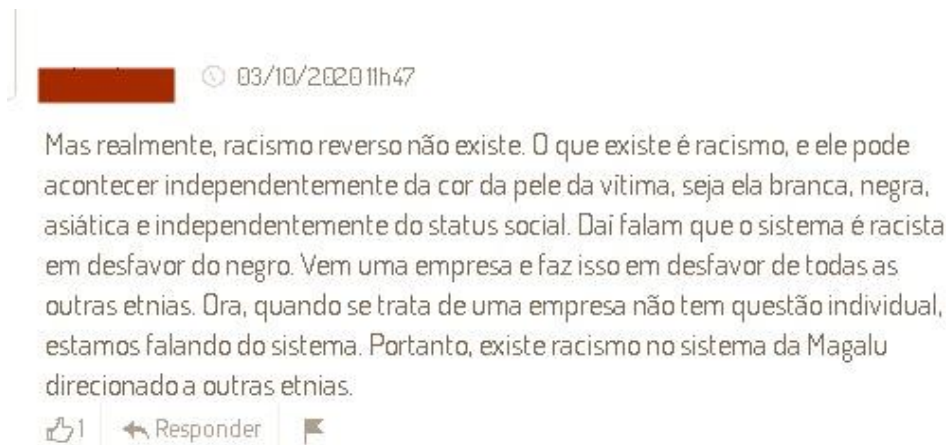 03/10/2020 11h47
Mas realmente, racismo reverso não existe. O que existe é racismo, e ele pode
acontecer independentemente da cor da pele da vítima, seja ela branca, negra,
asiática e independentemente do status social. Daí falam que o sistema é racista
em desfavor do negro. Vem uma empresa e faz isso em desfavor de todas as
outras etnias. Ora, quando se trata de uma empresa não tem questão individual,
estamos falando do sistema. Portanto, existe racismo no sistema da Magalu
direcionado a outras etnias.
1 Responder